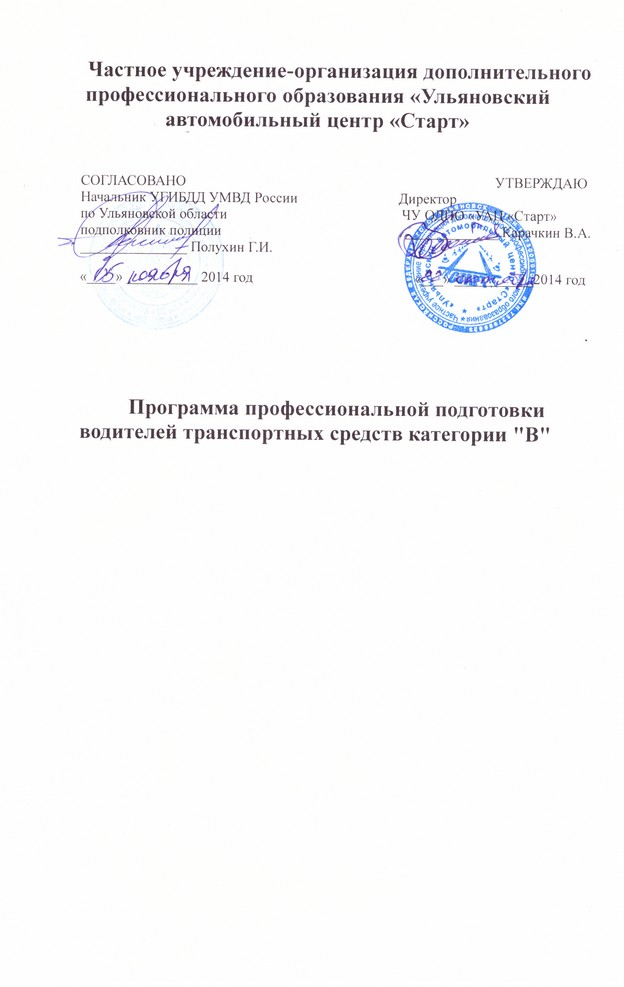 Частное учреждение-организация дополнительного
профессионального образования «Ульяновский
автомобильный центр «Старт»
СОГЛАСОВАНО
Начальник УГИБДД УМВД России
по Ульяновской области
подполковник полиции
Полухин Г.И.
«05» ноября 2014 год
УТВЕРЖДАЮ
Директор
ЧУ ОДПО «УАЦ «Старт»
Карачкин В.А.
2014 год
Программа профессиональной подготовки
водителей транспортных средств категории "В"